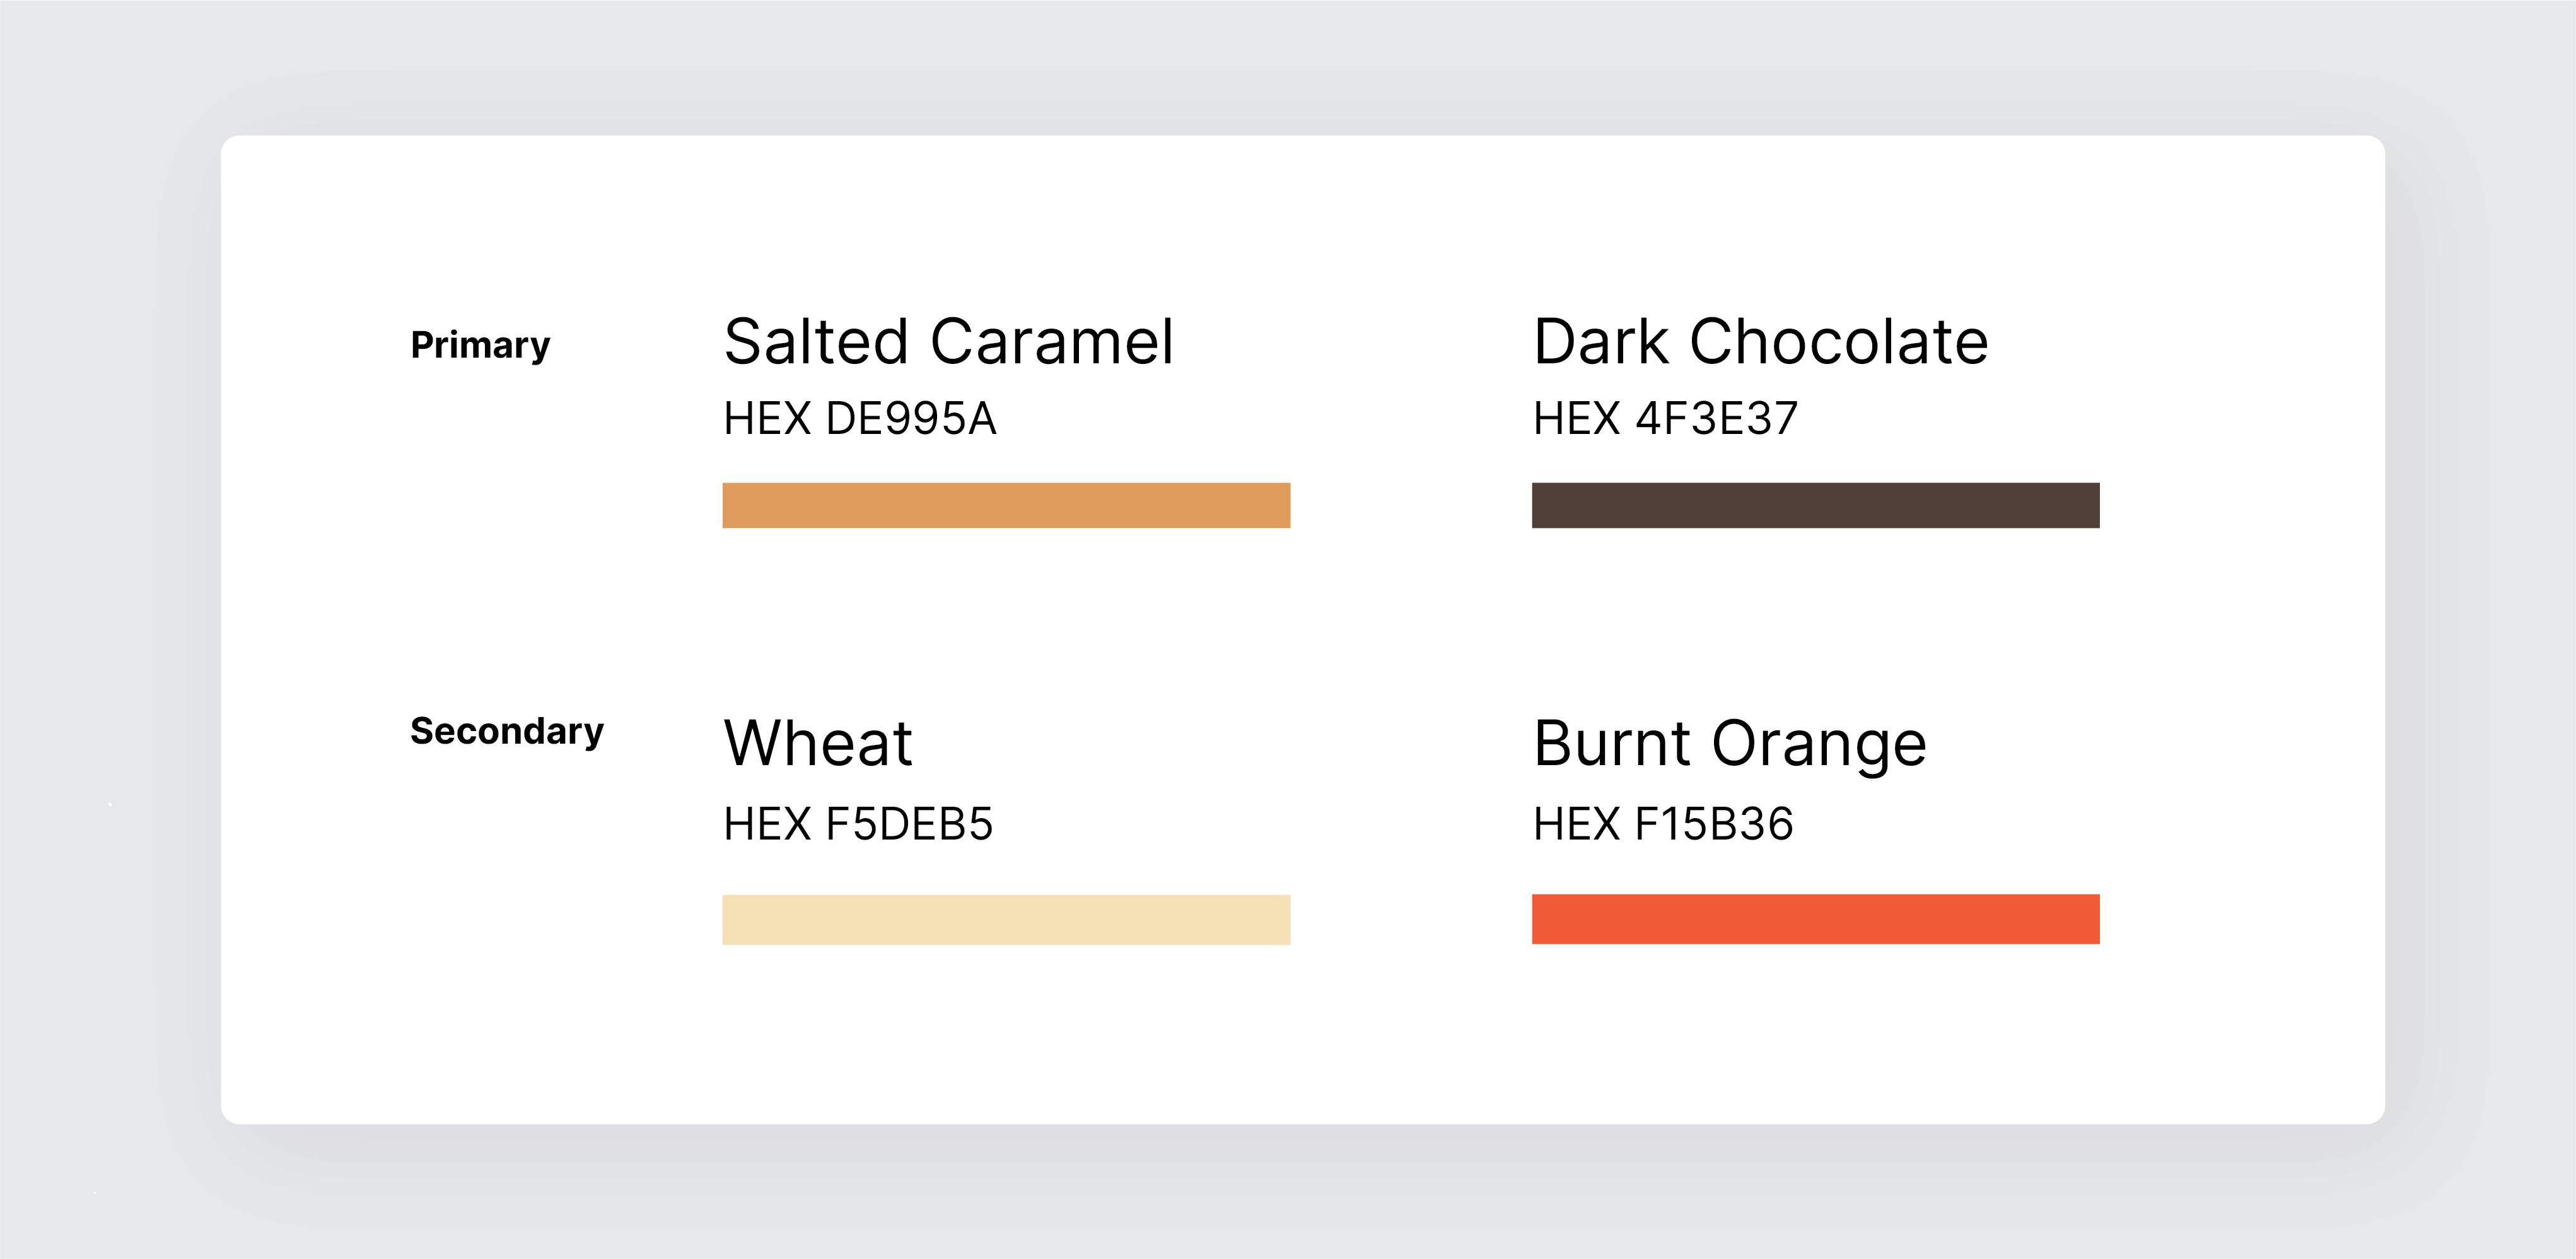 Primary
Salted Caramel
HEX DE995A
Dark Chocolate
HEX 4F3E37
Secondary
Wheat
HEX F5DEB5
Burnt Orange
HEX F15B36